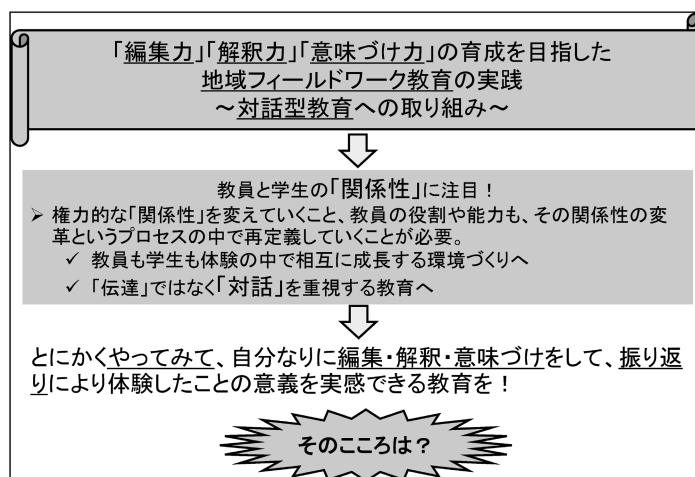 「編集力」「解釈力」「意味づけ力」の育成を目指した
地域フィールドワーク教育の実践
～対話型教育への取り組み～
教員と学生の「関係性」に注目！
➢ 権力的な「関係性」を変えていくこと、教員の役割や能力も、その関係性の変
革というプロセスの中で再定義していくことが必要。
✓ 教員も学生も体験の中で相互に成長する環境づくりへ
✓ 「伝達」ではなく「対話」を重視する教育へ
とにかくやってみて、自分なりに編集・解釈・意味づけをして、振り返
りにより体験したことの意義を実感できる教育を！
そのこころは？